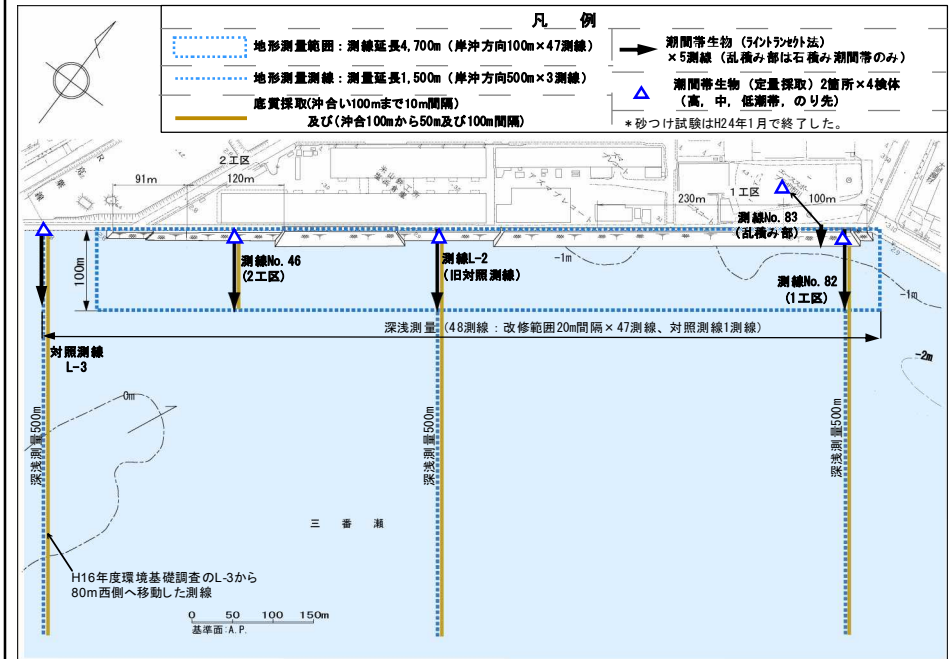 凡 例
地形測量範囲：測線延長4,700m（岸沖方向100m×47測線）
地形測量測線：測量延長1,500m（岸沖方向500m×3測線）
底質採取(沖合い100mまで10m間隔)
及び(沖合100mから50m及び100m間隔)
潮間帯生物 (ライントランセクト法)
×5測線 (乱積み部は石積み潮間帯のみ)
潮間帯生物 (定量採取) 2箇所×4検体
(高, 中, 低潮帯, のり先)
*砂つけ試験はH24年1月で終了した。
2工区
91m
120m
230m
1工区
100m
測線No. 83
(乱積み部)
100m
測線No. 46
(2工区)
測線L-2
(旧対照測線)
-1m
測線No. 82
(1工区)
-1m
深浅測量 (48測線：改修範囲20m間隔×47測線、対照測線1測線)
対照測線
L-3
-2m
0m
深浅測量500m
深浅測量500m
深浅測量500m
三 番 瀬
H16年度環境基礎調査のL-3から
80m西側へ移動した測線
0 50 100 150m
基準面:A.P.